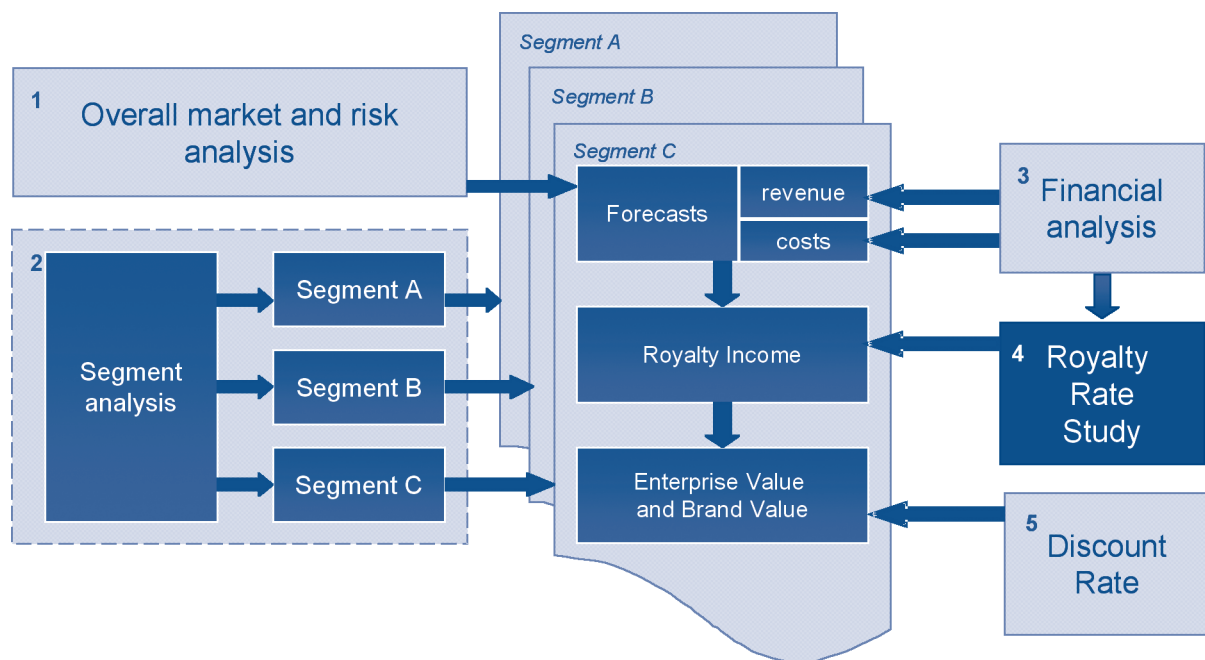 Segment A
Segment B
Segment C
1
Overall market and risk
analysis
Forecasts
revenue
costs
3
Financial
analysis
2
Segment
analysis
Segment A
Segment B
Segment C
Royalty Income
4
Royalty
Rate
Study
Enterprise Value
and Brand Value
5
Discount
Rate